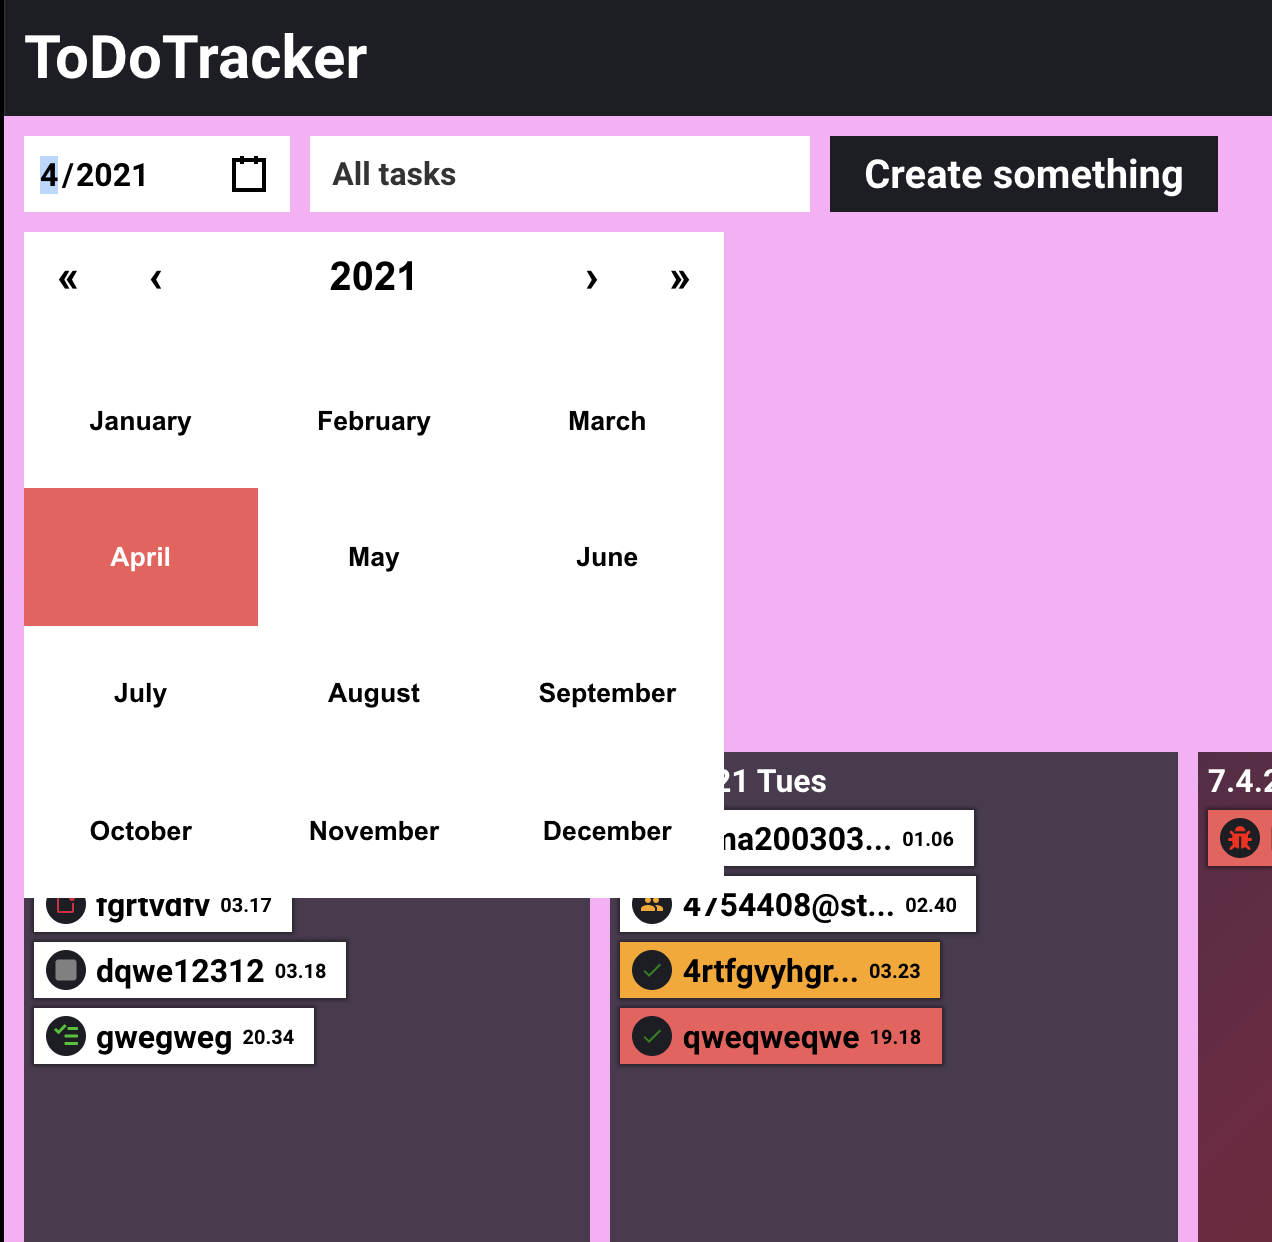 ToDoTracker
4/2021
All tasks
Create something
« ‹ 2021 › »
January February March
April May June
July August September
October November December
fgrtvdfv 03.17
dqwe12312 03.18
gwegweg 20.34
21 Tues
ma200303... 01.06
4754408@st... 02.40
4rtfgvyhgr... 03.23
qweqweqwe 19.18
7.4.2